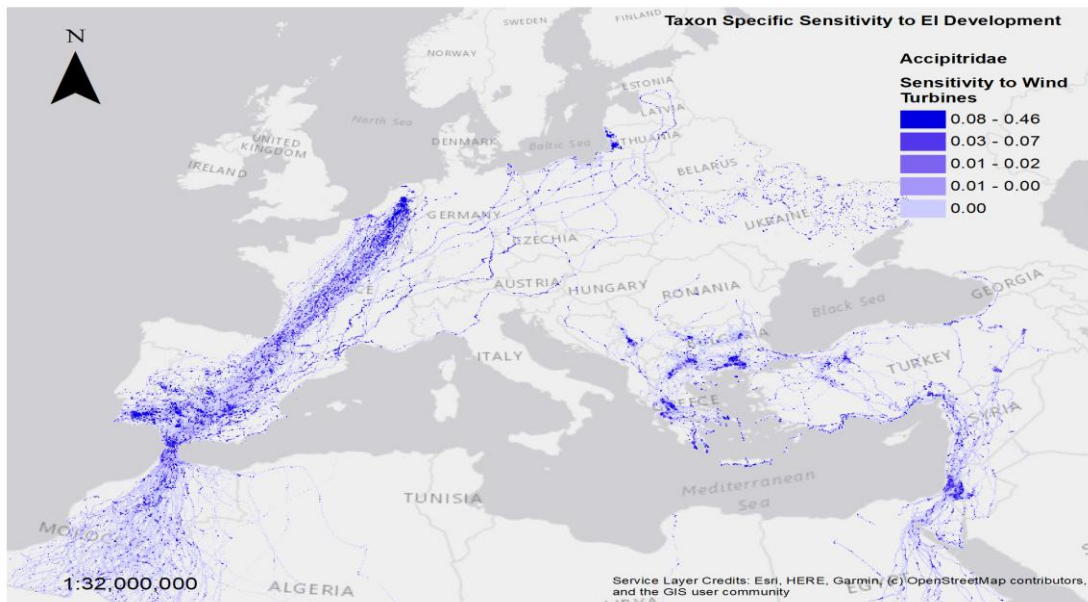 Taxon Specific Sensitivity to EI Development
N
Accipitridae
Sensitivity to Wind
Turbines
0.08 - 0.46
0.03 - 0.07
0.01 - 0.02
0.01 - 0.00
0.00
SWEDEN
FINLAND
NORWAY
ESTONIA
LATVIA
North Sea
DENMARK
Baltic Sea
UNITED
KINGDOM
IRELAND
BELARUS
GERMANY
UKRAINE
CZECHIA
AUSTRIA
HUNGARY
ROMANIA
GEORGIA
Black Sea
ITALY
TURKEY
SYRIA
Mediterranean
Sea
TUNISIA
ALGERIA
EGYPT
1:32,000,000
Service Layer Credits: Esri, HERE, Garmin, (c) OpenStreetMap contributors,
and the GIS user community